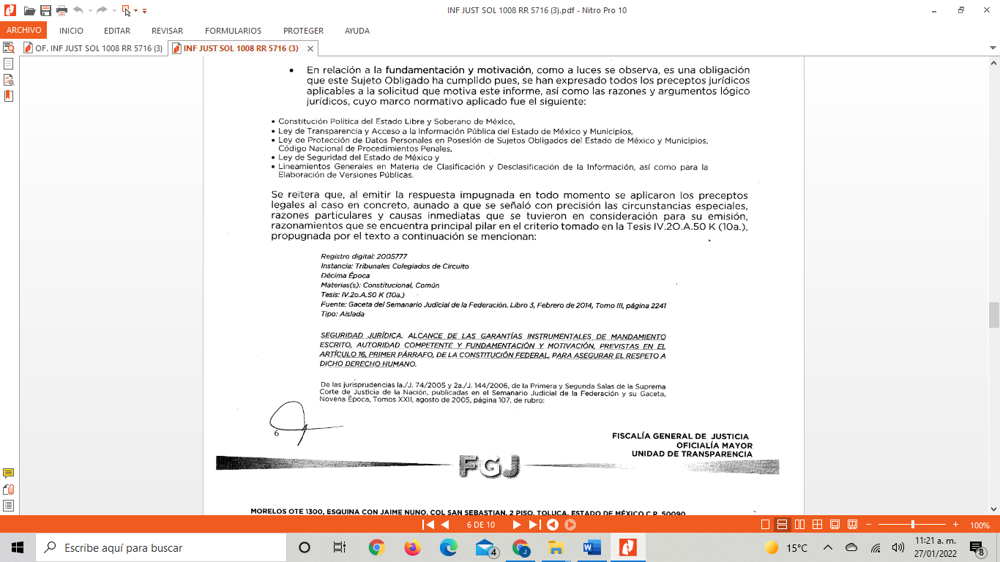 INF JUST SOL 1008 RR 5716 (3).pdf - Nitro Pro 10
ARCHIVO INICIO EDITAR REVISAR FORMULARIOS PROTEGER AYUDA
OF. INF JUST SOL 1008 RR 5716 (3) INF JUST SOL 1008 RR 5716 (3)
• En relación a la fundamentación y motivación, como a luces se observa, es una obligación
que este Sujeto Obligado ha cumplido pues, se han expresado todos los preceptos jurídicos
aplicables a la solicitud que motiva este informe, así como las razones y argumentos lógico
jurídicos, cuyo marco normativo aplicado fue el siguiente:
• Constitución Política del Estado Libre y Soberano de México,
• Ley de Transparencia y Acceso a la Información Pública del Estado de México y Municipios,
• Ley de Protección de Datos Personales en Posesión de Sujetos Obligados del Estado de México y Municipios,
Código Nacional de Procedimientos Penales,
• Ley de Seguridad del Estado de México y
• Lineamientos Generales en Materia de Clasificación y Desclasificación de la Información, así como para la
Elaboración de Versiones Públicas.
Se reitera que, al emitir la respuesta impugnada en todo momento se aplicaron los preceptos
legales al caso en concreto, aunado a que se señaló con precisión las circunstancias especiales,
razones particulares y causas inmediatas que se tuvieron en consideración para su emisión,
razonamientos que se encuentra principal pilar en el criterio tomado en la Tesis IV.2O.A.50 K (10a.),
propugnada por el texto a continuación se mencionan:
Registro digital: 2005777
Instancia: Tribunales Colegiados de Circuito
Décima Época
Materias(s): Constitucional, Común
Tesis: IV.2o.A.50 K (10a.)
Fuente: Gaceta del Semanario Judicial de la Federación. Libro 3, Febrero de 2014, Tomo III, página 2241
Tipo: Aislada
SEGURIDAD JURÍDICA. ALCANCE DE LAS GARANTÍAS INSTRUMENTALES DE MANDAMIENTO
ESCRITO, AUTORIDAD COMPETENTE Y FUNDAMENTACIÓN Y MOTIVACIÓN, PREVISTAS EN EL
ARTÍCULO 16, PRIMER PÁRRAFO, DE LA CONSTITUCIÓN FEDERAL, PARA ASEGURAR EL RESPETO A
DICHO DERECHO HUMANO.
De las jurisprudencias 1a./J. 74/2005 y 2a./J. 144/2006, de la Primera y Segunda Salas de la Suprema
Corte de Justicia de la Nación, publicadas en el Semanario Judicial de la Federación y su Gaceta,
Novena Época, Tomos XXII, agosto de 2005, página 107, de rubro:
6
FISCALÍA GENERAL DE JUSTICIA
OFICIALÍA MAYOR
UNIDAD DE TRANSPARENCIA
FGJ
MORELOS OTE 1300, ESQUINA CON JAIME NUNO, COL SAN SEBASTIAN, 2 PISO, TOLUCA, ESTADO DE MÉXICO C.P. 50090
6 DE 10
100%
Escribe aquí para buscar
4
J
15°C
11:21 a. m.
27/01/2022
8